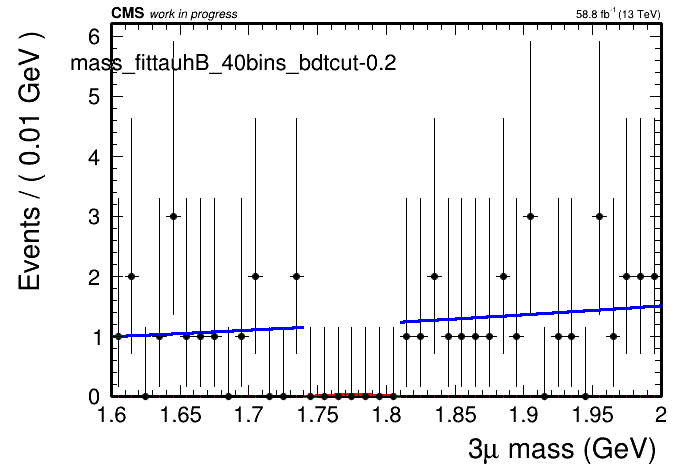 CMS work in progress
58.8 fb⁻¹ (13 TeV)
mass_fittauhB_40bins_bdtcut-0.2
Events / ( 0.01 GeV )
6
5
4
3
2
1
0
1.6 1.65 1.7 1.75 1.8 1.85 1.9 1.95 2
3μ mass (GeV)